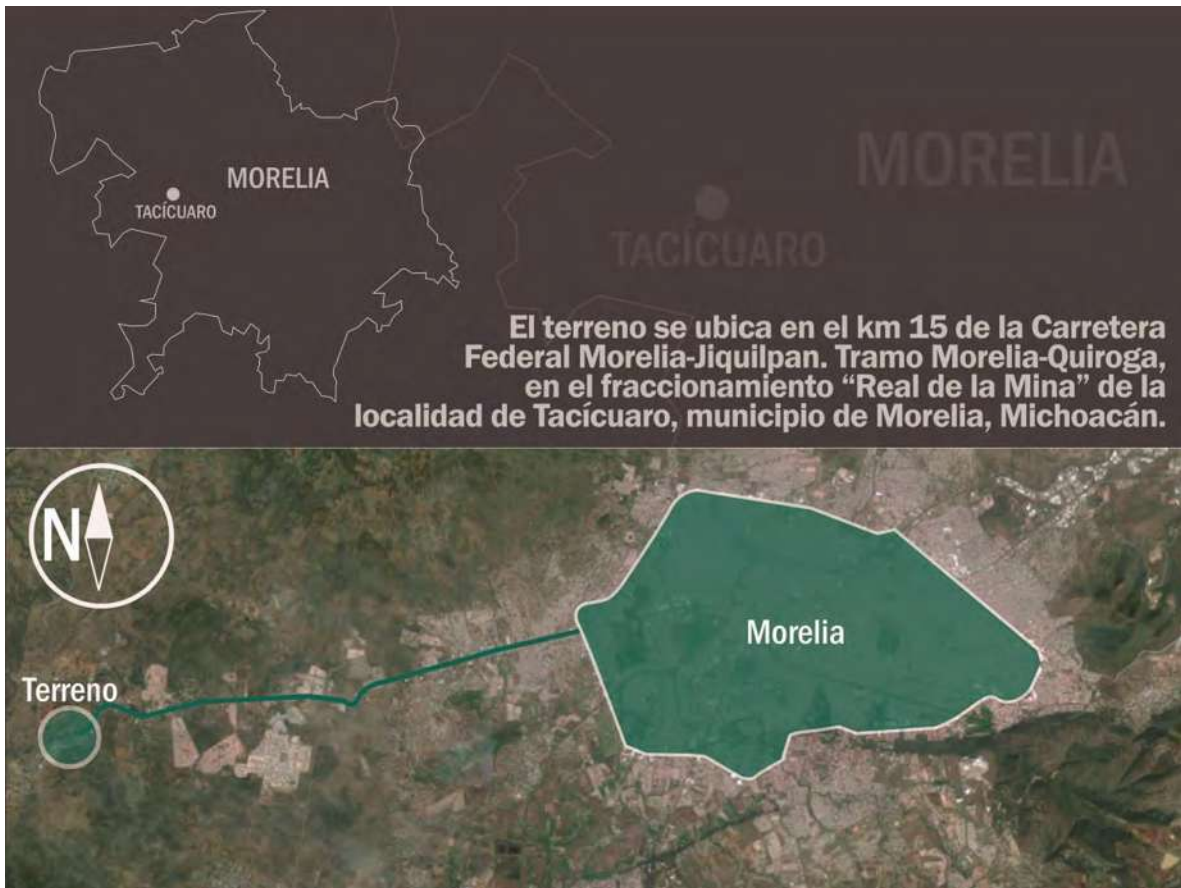 MORELIA
TACÍCUARO
MORELIA
TACÍCUARO
El terreno se ubica en el km 15 de la Carretera
Federal Morelia-Jiquilpan. Tramo Morelia-Quiroga,
en el fraccionamiento “Real de la Mina” de la
localidad de Tacícuaro, municipio de Morelia, Michoacán.
N
Morelia
Terreno